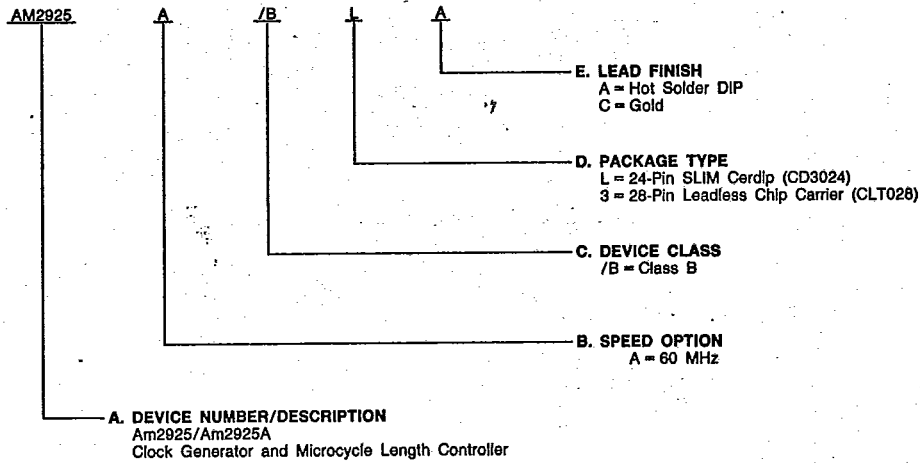 AM2925 A /B L A
E. LEAD FINISH
A = Hot Solder DIP
C = Gold
D. PACKAGE TYPE
L = 24-Pin SLIM Cerdip (CD3024)
3 = 28-Pin Leadless Chip Carrier (CLT028)
C. DEVICE CLASS
/B = Class B
B. SPEED OPTION
A = 60 MHz
A. DEVICE NUMBER/DESCRIPTION
Am2925/Am2925A
Clock Generator and Microcycle Length Controller